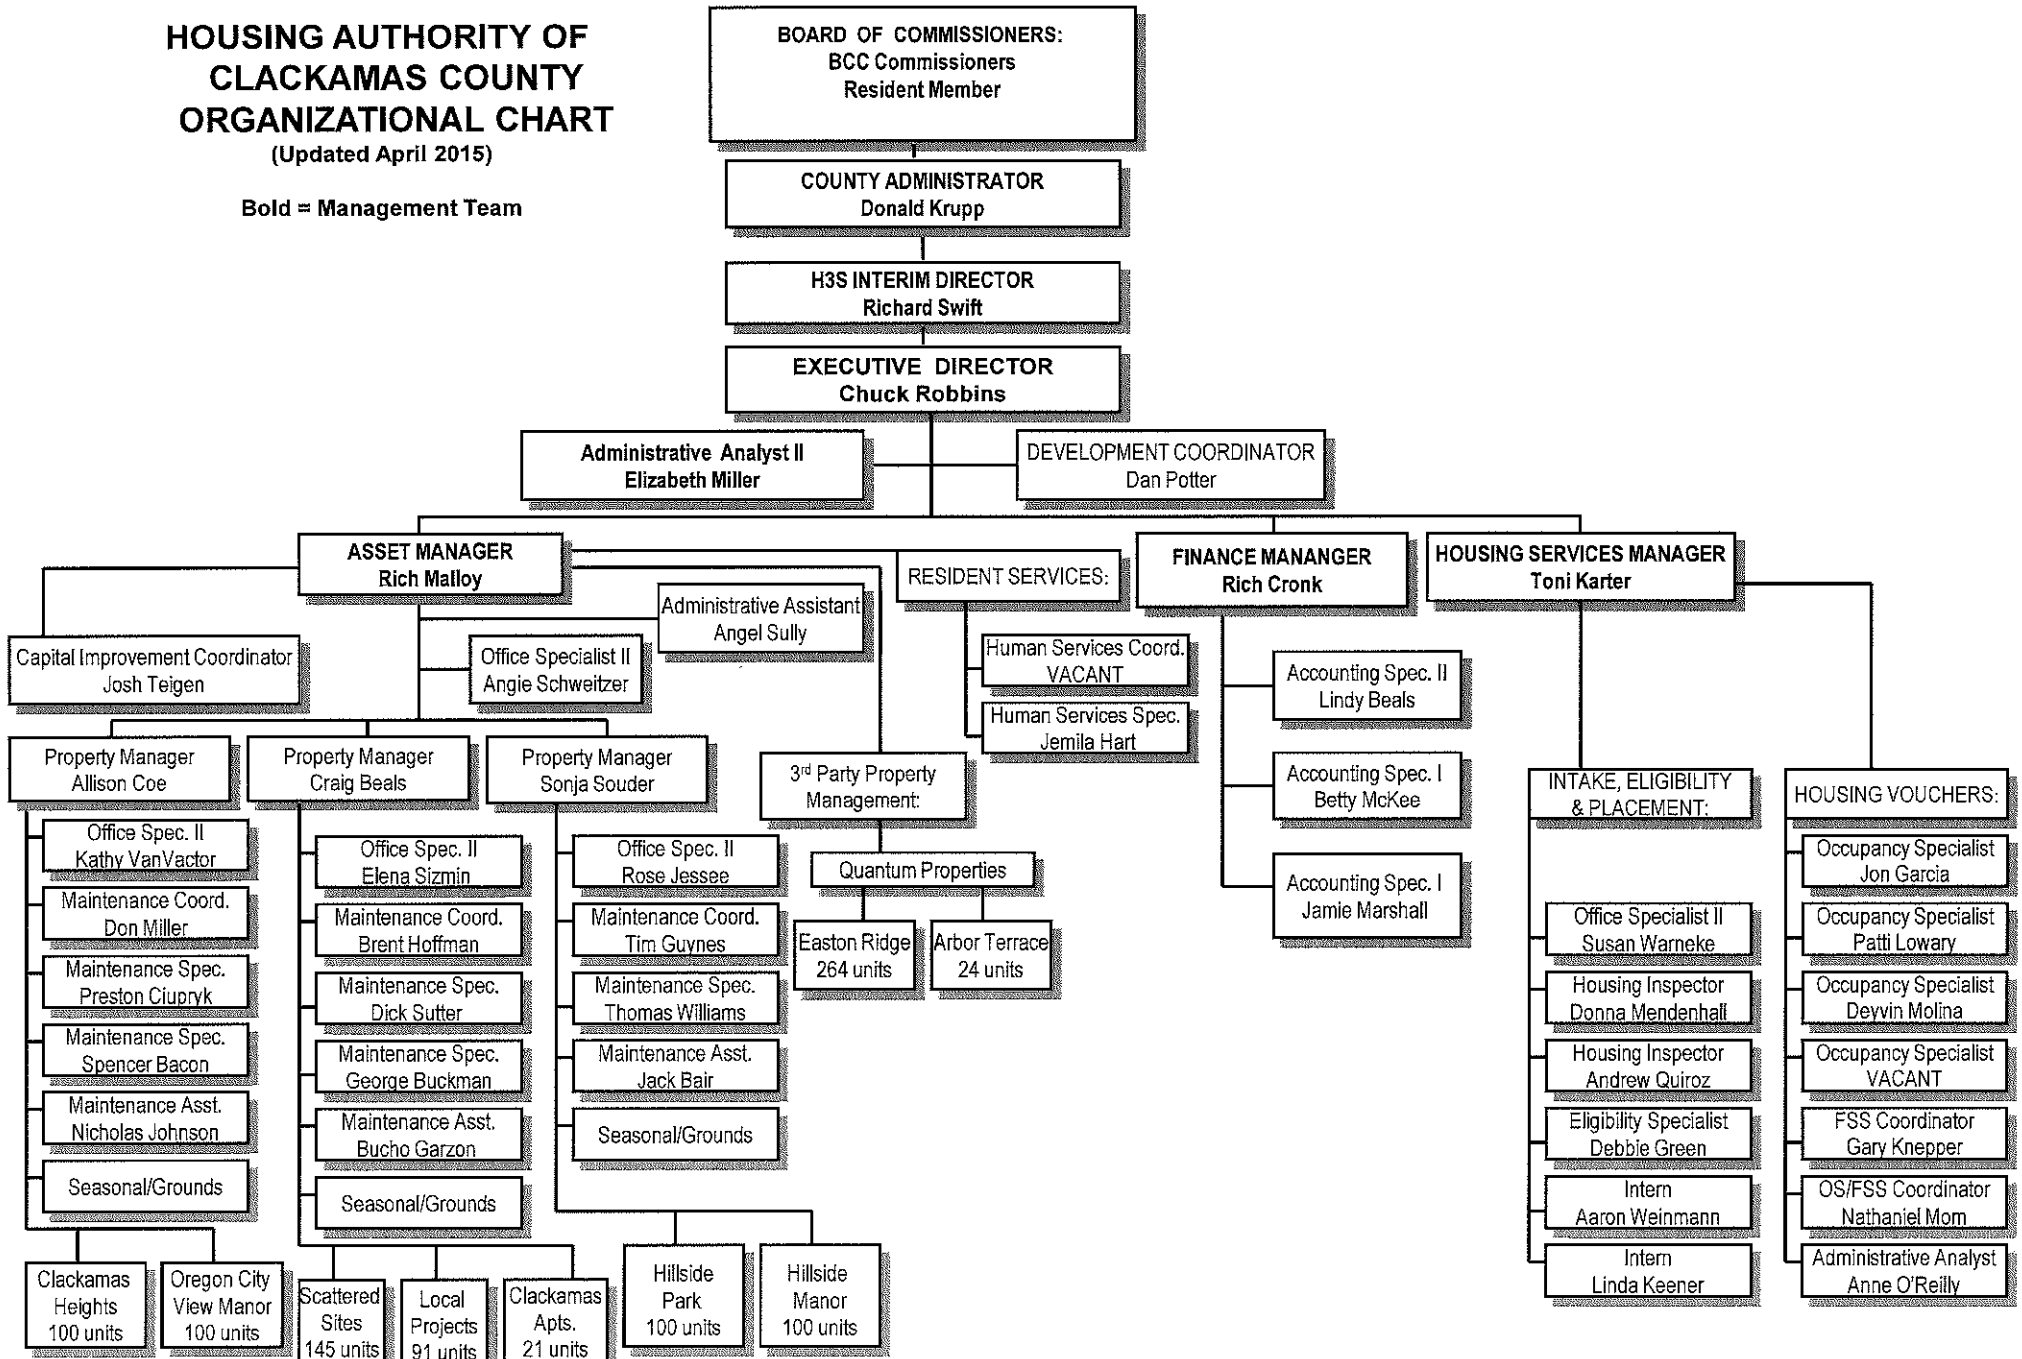 HOUSING AUTHORITY OF
CLACKAMAS COUNTY
ORGANIZATIONAL CHART
(Updated April 2015)
Bold = Management Team
BOARD OF COMMISSIONERS:
BCC Commissioners
Resident Member
COUNTY ADMINISTRATOR
Donald Krupp
H3S INTERIM DIRECTOR
Richard Swift
EXECUTIVE DIRECTOR
Chuck Robbins
Administrative Analyst II
Elizabeth Miller
DEVELOPMENT COORDINATOR
Dan Potter
ASSET MANAGER
Rich Malloy
RESIDENT SERVICES:
FINANCE MANANGER
Rich Cronk
HOUSING SERVICES MANAGER
Toni Karter
Administrative Assistant
Angel Sully
Capital Improvement Coordinator
Josh Teigen
Office Specialist II
Angie Schweitzer
Human Services Coord.
VACANT
Human Services Spec.
Jemila Hart
Accounting Spec. II
Lindy Beals
Accounting Spec. I
Betty McKee
Accounting Spec. I
Jamie Marshall
Property Manager
Allison Coe
Property Manager
Craig Beals
Property Manager
Sonja Souder
3rd Party Property
Management:
Quantum Properties
Easton Ridge
264 units
Arbor Terrace
24 units
Office Spec. II
Kathy VanVactor
Maintenance Coord.
Don Miller
Maintenance Spec.
Preston Ciupryk
Maintenance Spec.
Spencer Bacon
Maintenance Asst.
Nicholas Johnson
Seasonal/Grounds
Clackamas
Heights
100 units
Oregon City
View Manor
100 units
Office Spec. II
Elena Sizmin
Maintenance Coord.
Brent Hoffman
Maintenance Spec.
Dick Sutter
Maintenance Spec.
George Buckman
Maintenance Asst.
Bucho Garzon
Seasonal/Grounds
Scattered
Sites
145 units
Local
Projects
91 units
Clackamas
Apts.
21 units
Office Spec. II
Rose Jessee
Maintenance Coord.
Tim Guynes
Maintenance Spec.
Thomas Williams
Maintenance Asst.
Jack Bair
Seasonal/Grounds
Hillside
Park
100 units
Hillside
Manor
100 units
INTAKE, ELIGIBILITY
& PLACEMENT:
Office Specialist II
Susan Warneke
Housing Inspector
Donna Mendenhall
Housing Inspector
Andrew Quiroz
Eligibility Specialist
Debbie Green
Intern
Aaron Weinmann
Intern
Linda Keener
HOUSING VOUCHERS:
Occupancy Specialist
Jon Garcia
Occupancy Specialist
Patti Lowary
Occupancy Specialist
Deyvin Molina
Occupancy Specialist
VACANT
FSS Coordinator
Gary Knepper
OS/FSS Coordinator
Nathaniel Mom
Administrative Analyst
Anne O'Reilly